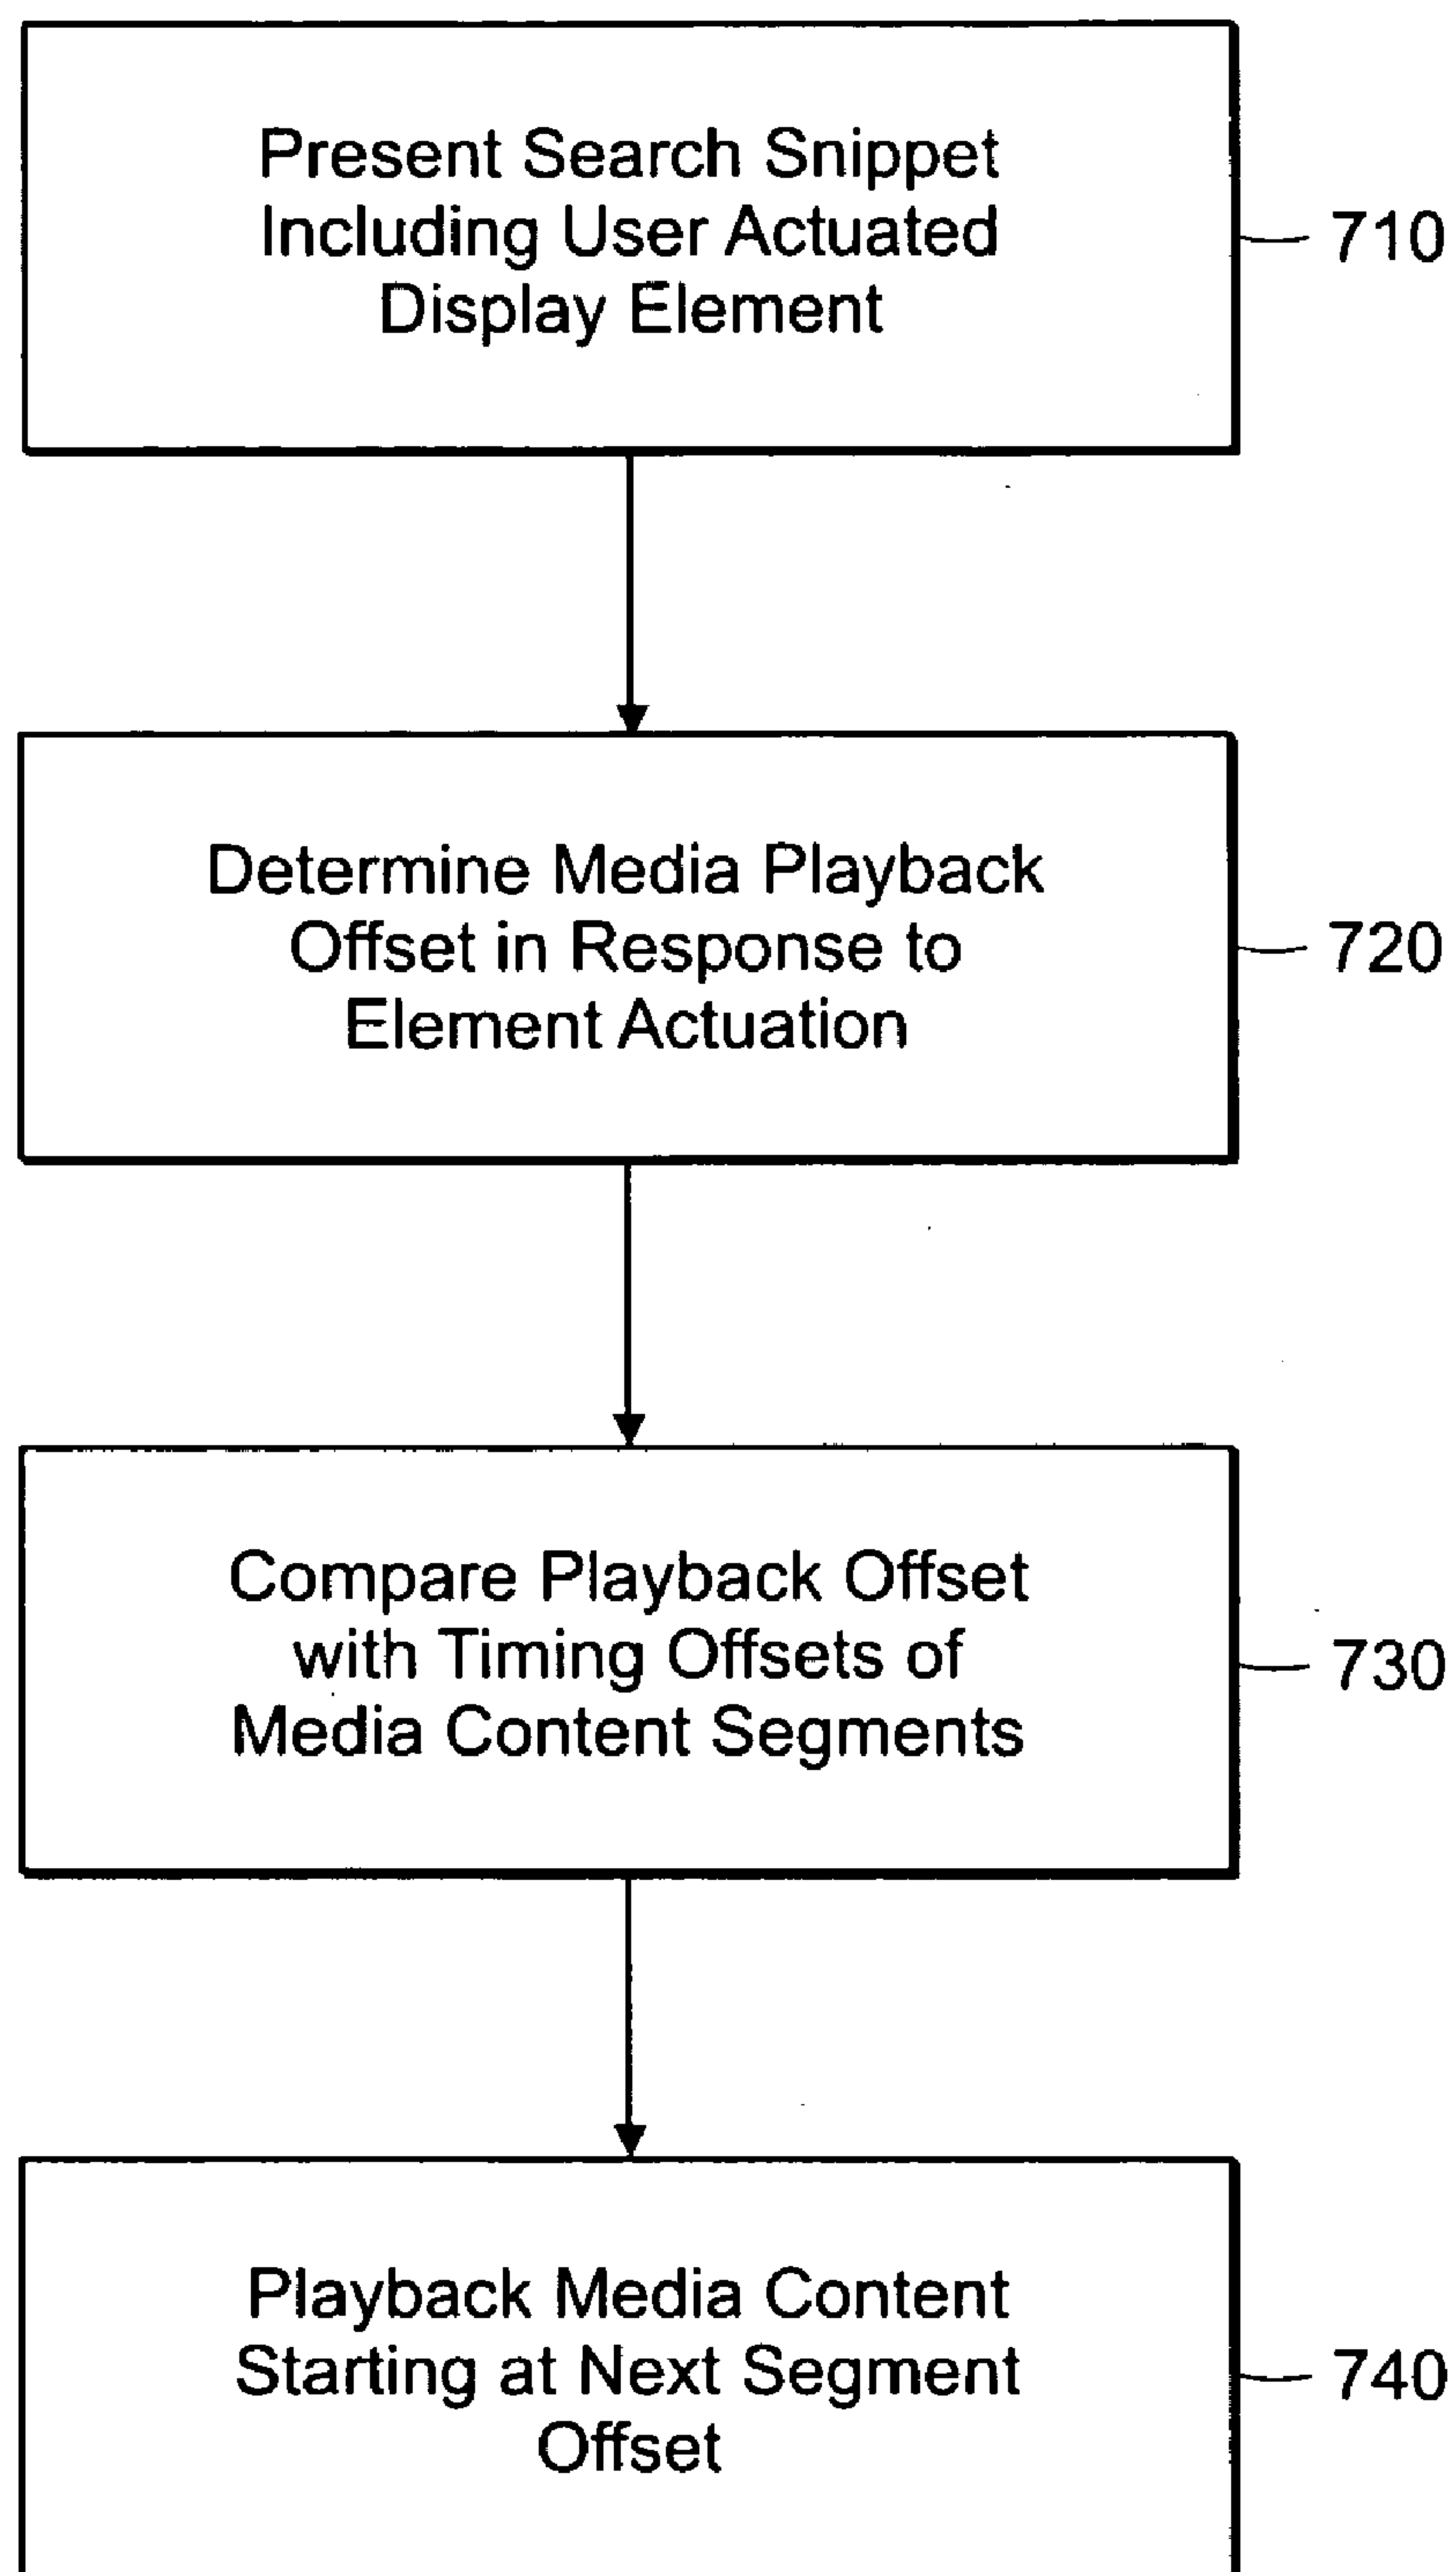 Present Search Snippet
Including User Actuated
Display Element
710
Determine Media Playback
Offset in Response to
Element Actuation
720
Compare Playback Offset
with Timing Offsets of
Media Content Segments
730
Playback Media Content
Starting at Next Segment
Offset
740